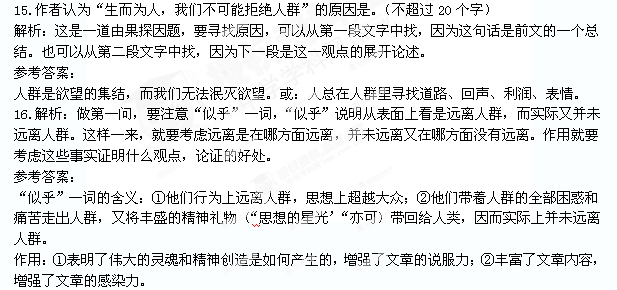 15.作者认为“生而为人，我们不可能拒绝人群”的原因是。（不超过 20 个字）
解析：这是一道由果探因题，要寻找原因，可以从第一段文字中找，因为这句话是前文的一个总
结。也可以从第二段文字中找，因为下一段是这一观点的展开论述。
参考答案：
人群是欲望的集结，而我们无法泯灭欲望。或：人总在人群里寻找道路、回声、利润、表情。
16.解析：做第一问，要注意“似乎”一词，“似乎”说明从表面上看是远离人群，而实际又并未
远离人群。这样一来，就要考虑远离是在哪方面远离，并未远离又在哪方面没有远离。作用就要
考虑这些事实证明什么观点，论证的好处。
参考答案：
“似乎”一词的含义：①他们行为上远离人群，思想上超越大众；②他们带着人群的全部困惑和
痛苦走出人群，又将丰盛的精神礼物（“思想的星光’“亦可）带回给人类，因而实际上并未远离
人群。
作用：①表明了伟大的灵魂和精神创造是如何产生的，增强了文章的说服力；②丰富了文章内容，
增强了文章的感染力。